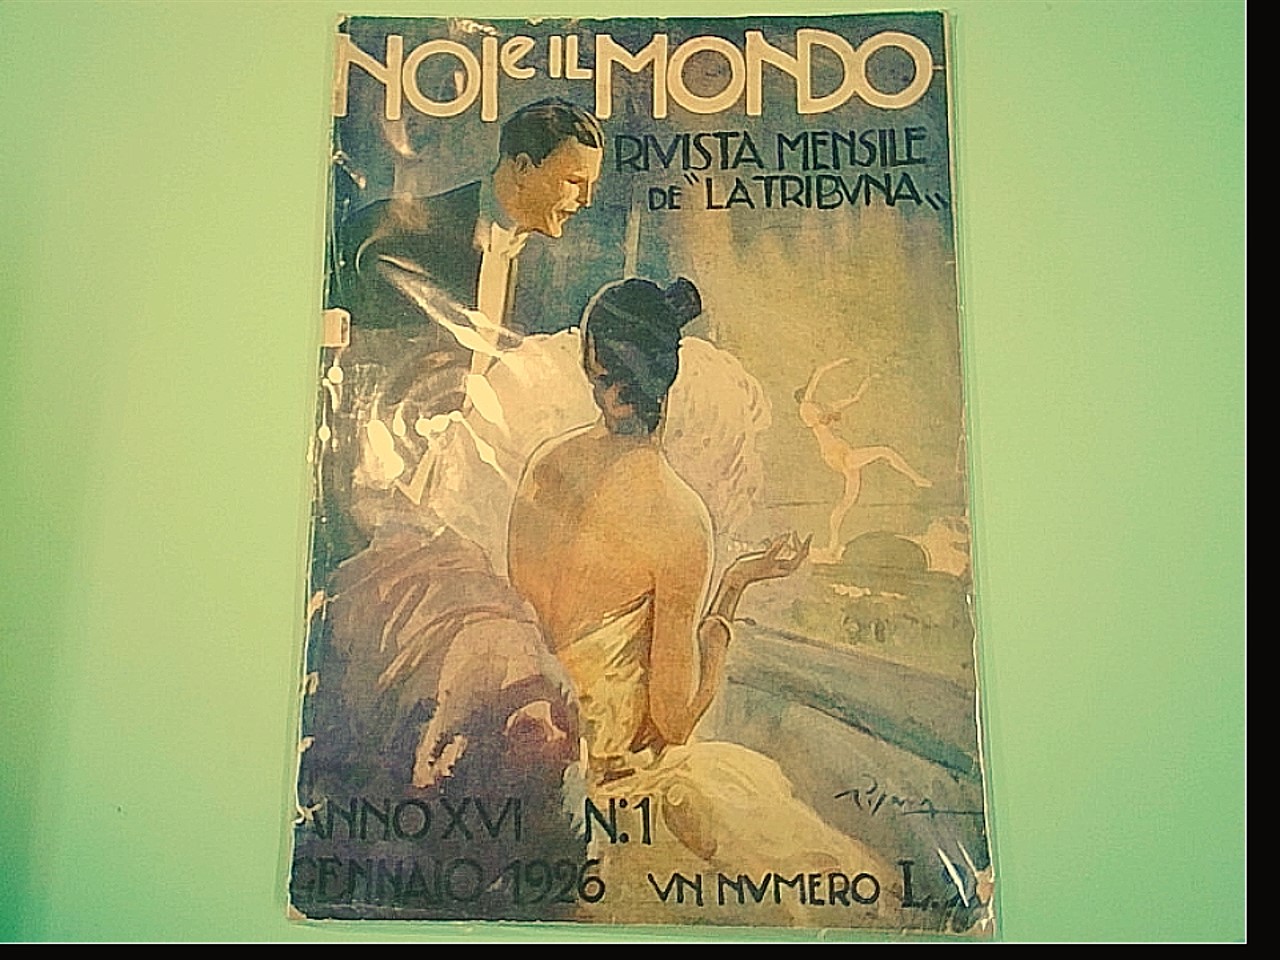 NOI e IL MONDO
RIVISTA MENSILE
DE "LA TRIBVNA"
ANNO XVI N: 1
GENNAIO 1926 VN NVMERO L.